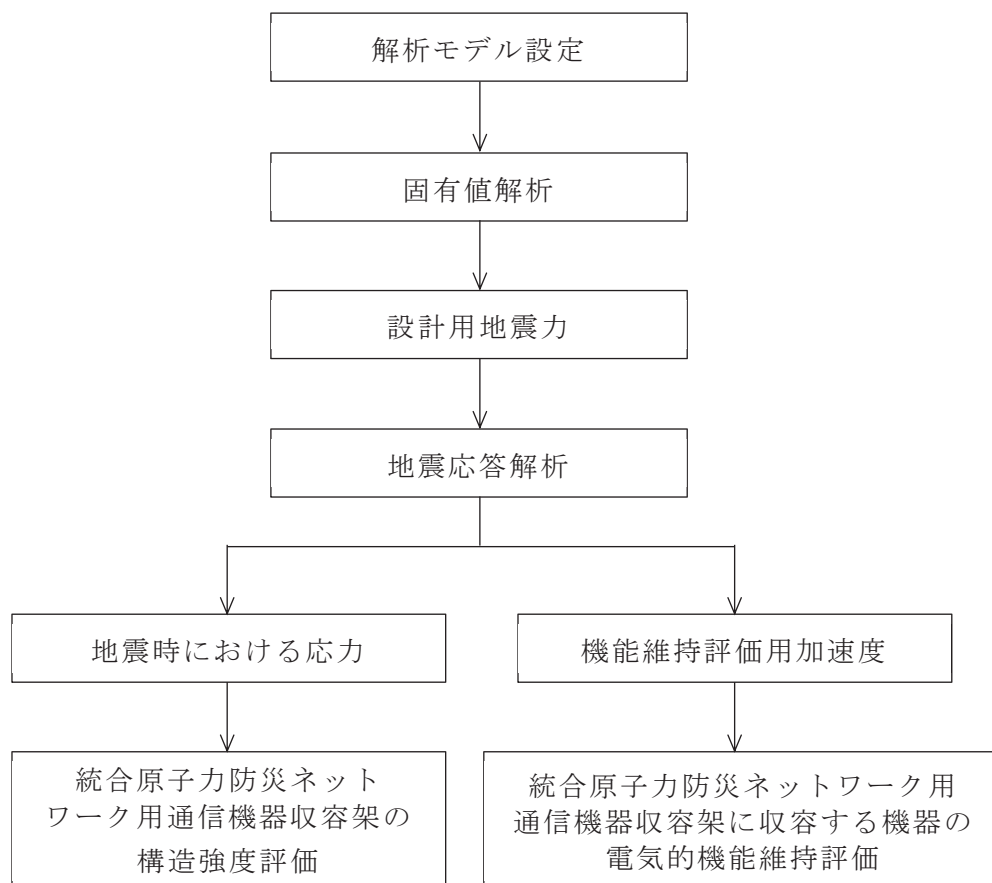 解析モデル設定
固有値解析
設計用地震力
地震応答解析
地震時における応力
機能維持評価用加速度
統合原子力防災ネット
ワーク用通信機器収容架の
構造強度評価
統合原子力防災ネットワーク用
通信機器収容架に収容する機器の
電気的機能維持評価